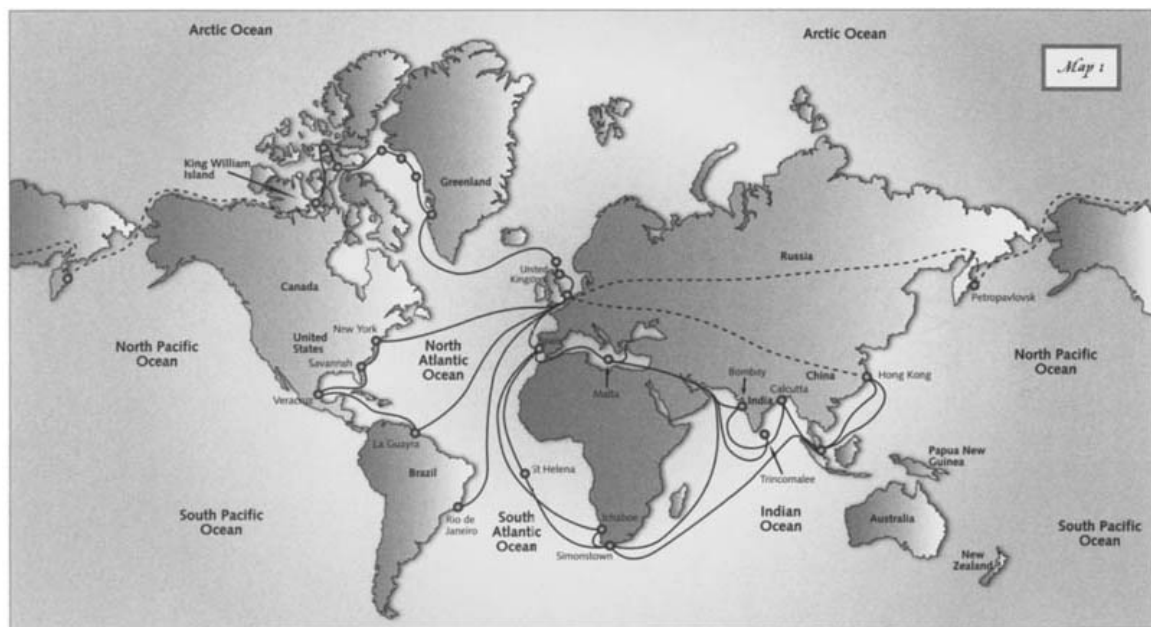 Arctic Ocean
Arctic Ocean
Map 1
King William
Island
Greenland
Russia
United
Kingdom
Canada
Petropavlovsk
New York
United
States
North Pacific
Ocean
North
Atlantic
Ocean
North Pacific
Ocean
Savannah
Bombay
China
Hong Kong
Calcutta
India
Veracruz
Malta
La Guayra
Papua New
Guinea
Brazil
St Helena
Trincomalee
South Pacific
Ocean
Rio de
Janeiro
South
Atlantic
Ocean
Ichaboe
Indian
Ocean
Australia
South Pacific
Ocean
Simonstown
New
Zealand